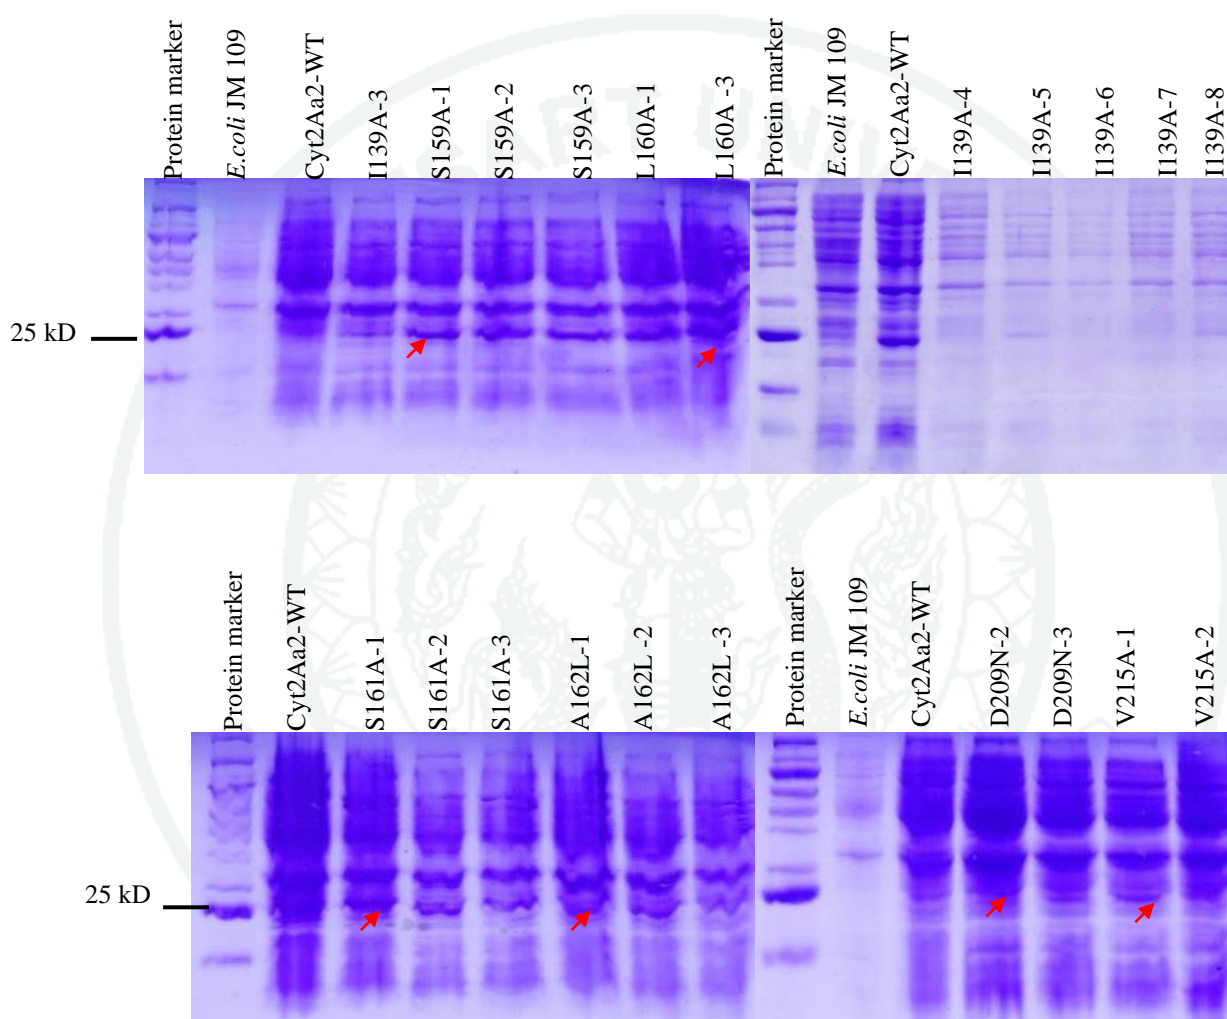 Protein marker
E.coli JM 109
Cyt2Aa2-WT
I139A-3
S159A-1
S159A-2
S159A-3
L160A-1
L160A -3
Protein marker
E.coli JM 109
Cyt2Aa2-WT
I139A-4
I139A-5
I139A-6
I139A-7
I139A-8
25 kD
Protein marker
Cyt2Aa2-WT
S161A-1
S161A-2
S161A-3
A162L-1
A162L -2
A162L -3
Protein marker
E.coli JM 109
Cyt2Aa2-WT
D209N-2
D209N-3
V215A-1
V215A-2
25 kD